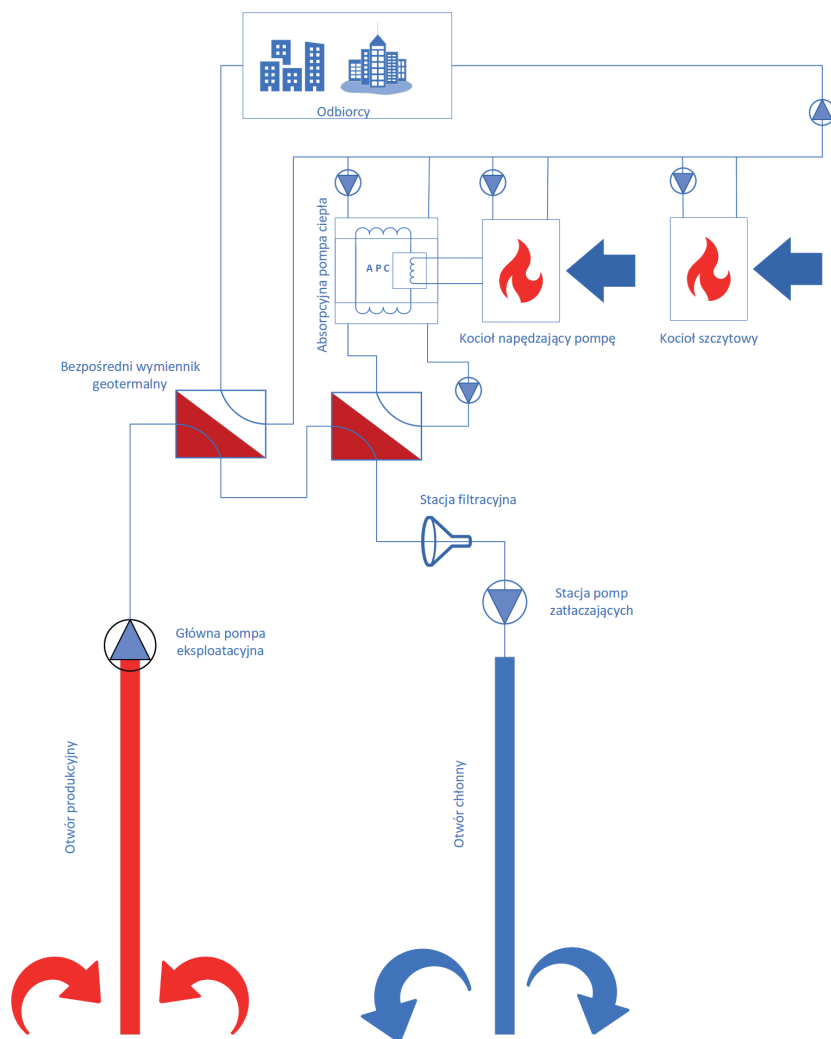 Odbiorcy
Absorpcyjna pompa ciepła
A P C
Kocioł napędzający pompę
Kocioł szczytowy
Bezpośredni wymiennik
geotermalny
Stacja filtracyjna
Stacja pomp
zatłaczających
Główna pompa
eksploatacyjna
Otwór produkcyjny
Otwór chłonny